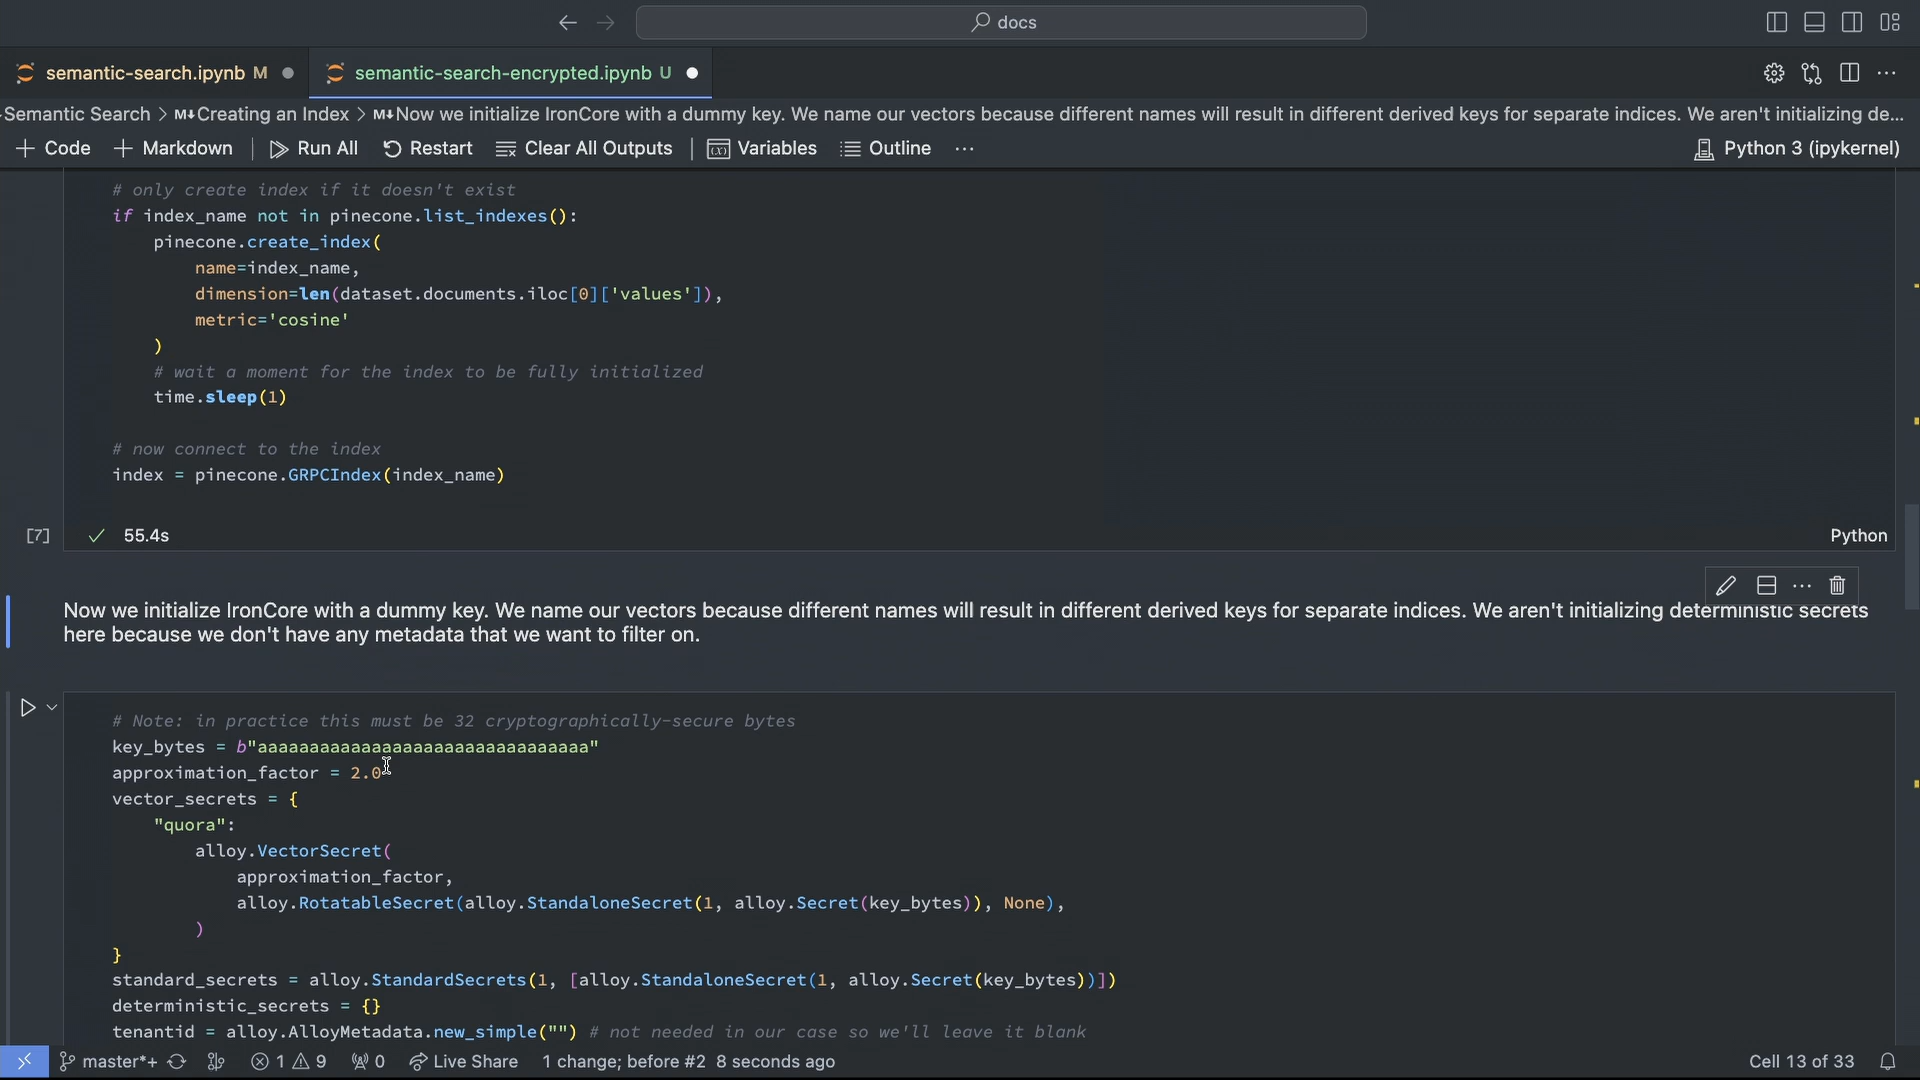 docs
semantic-search.ipynb M
semantic-search-encrypted.ipynb U
Semantic Search > M↓Creating an Index > M↓Now we initialize IronCore with a dummy key. We name our vectors because different names will result in different derived keys for separate indices. We aren't initializing de...
+ Code + Markdown Run All Restart Clear All Outputs Variables Outline ... Python 3 (ipykernel)
# only create index if it doesn't exist
if index_name not in pinecone.list_indexes():
pinecone.create_index(
name=index_name,
dimension=len(dataset.documents.iloc[0]['values']),
metric='cosine'
)
# wait a moment for the index to be fully initialized
time.sleep(1)
# now connect to the index
index = pinecone.GRPCIndex(index_name)
[7] 55.4s Python
Now we initialize IronCore with a dummy key. We name our vectors because different names will result in different derived keys for separate indices. We aren't initializing deterministic secrets
here because we don't have any metadata that we want to filter on.
# Note: in practice this must be 32 cryptographically-secure bytes
key_bytes = b"aaaaaaaaaaaaaaaaaaaaaaaaaaaaaaaa"
approximation_factor = 2.0
vector_secrets = {
"quora":
alloy.VectorSecret(
approximation_factor,
alloy.RotatableSecret(alloy.StandaloneSecret(1, alloy.Secret(key_bytes)), None),
)
}
standard_secrets = alloy.StandardSecrets(1, [alloy.StandaloneSecret(1, alloy.Secret(key_bytes))])
deterministic_secrets = {}
tenantid = alloy.AlloyMetadata.new_simple("") # not needed in our case so we'll leave it blank
master*+ 1 9 0 Live Share 1 change; before #2 8 seconds ago Cell 13 of 33